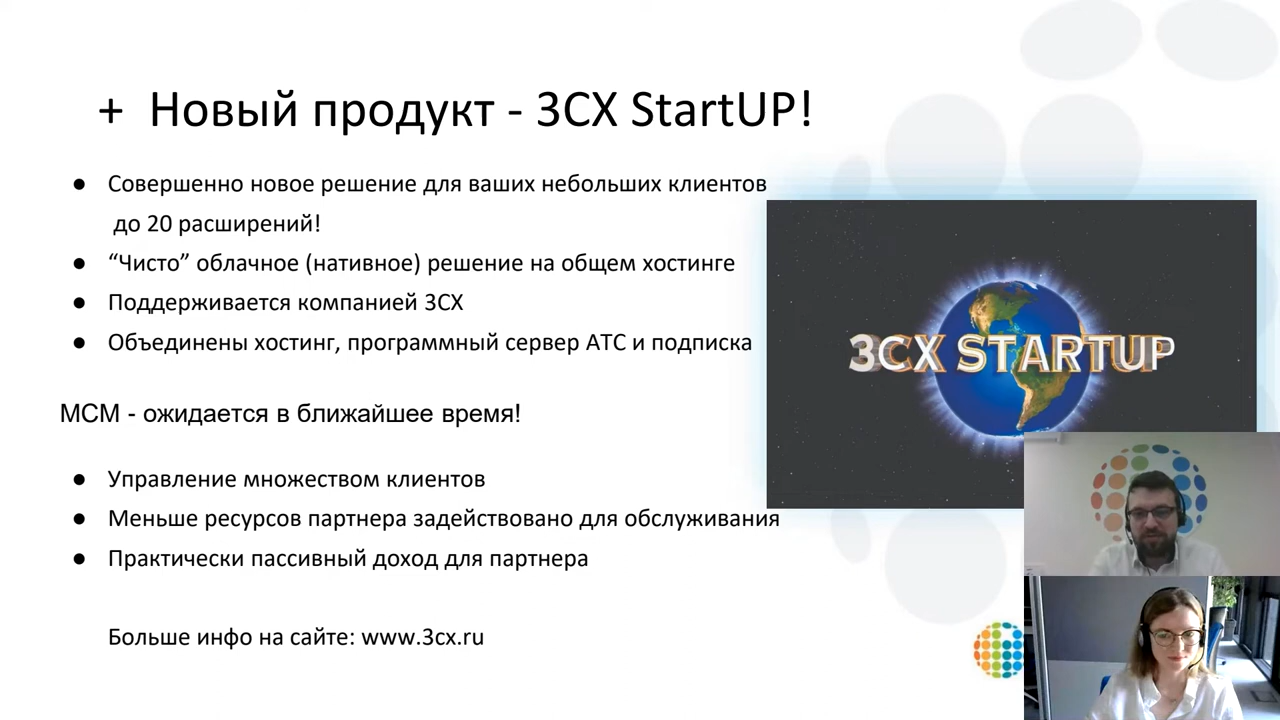 + Новый продукт - 3CX StartUP!
● Совершенно новое решение для ваших небольших клиентов
до 20 расширений!
● “Чисто” облачное (нативное) решение на общем хостинге
● Поддерживается компанией 3CX
● Объединены хостинг, программный сервер АТС и подписка
3CX STARTUP
МСМ - ожидается в ближайшее время!
● Управление множеством клиентов
● Меньше ресурсов партнера задействовано для обслуживания
● Практически пассивный доход для партнера
Больше инфо на сайте: www.3cx.ru